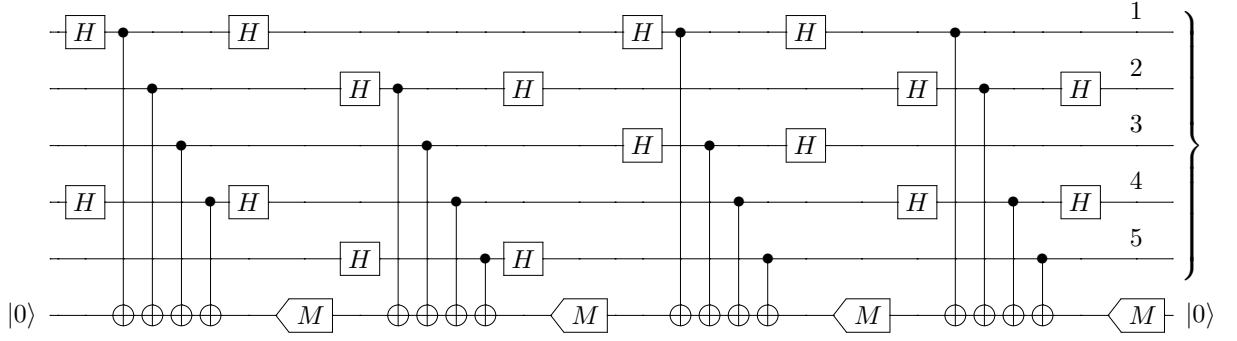 H H H H 1
H H H 2
H H 3
H H H H 4
H H 5
|0⟩ M M M M |0⟩